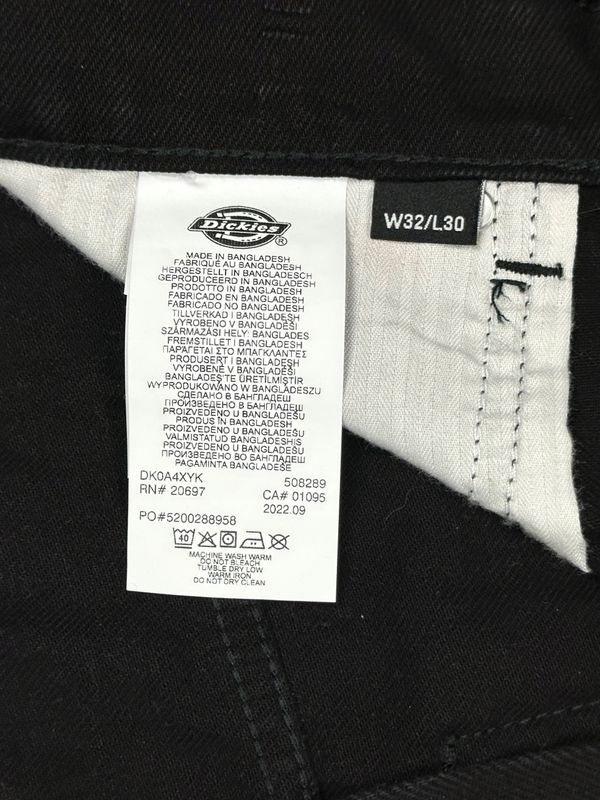 Dickies
®
W32/L30
MADE IN BANGLADESH
FABRIQUÉ AU BANGLADESH
HERGESTELLT IN BANGLADESCH
GEPRODUCEERD IN BANGLADESH
PRODOTTO IN BANGLADESH
FABRICADO EN BANGLADESH
FABRICADO NO BANGLADESH
TILLVERKAD I BANGLADESH
VYROBENO V BANGLADÉŠI
SZÁRMAZÁSI HELY: BANGLADES
FREMSTILLET I BANGLADESH
ΠΑΡΑΓΕΤΑΙ ΣΤΟ ΜΠΑΓΚΛΑΝΤΕΣ
PRODUSERT I BANGLADESH
VYROBENÉ V BANGLADÉŠI
BANGLADEŞ'TE ÜRETİLMİŞTİR
WYPRODUKOWANO W BANGLADESZU
СДЕЛАНО В БАНГЛАДЕШ
ПРОИЗВЕДЕНО В БАНГЛАДЕШ
PROIZVEDENO U BANGLADEŠU
PRODUS ÎN BANGLADESH
PROIZVEDENO U BANGLADEŠU
VALMISTATUD BANGLADESHIS
PROIZVEDENO U BANGLADEŠU
ПРОИЗВЕДЕНО ВО БАНГЛАДЕШ
PAGAMINTA BANGLADEŠE
DK0A4XYK 508289
RN# 20697 CA# 01095
2022.09
PO#5200288958
40
MACHINE WASH WARM
DO NOT BLEACH
TUMBLE DRY LOW
WARM IRON
DO NOT DRY CLEAN